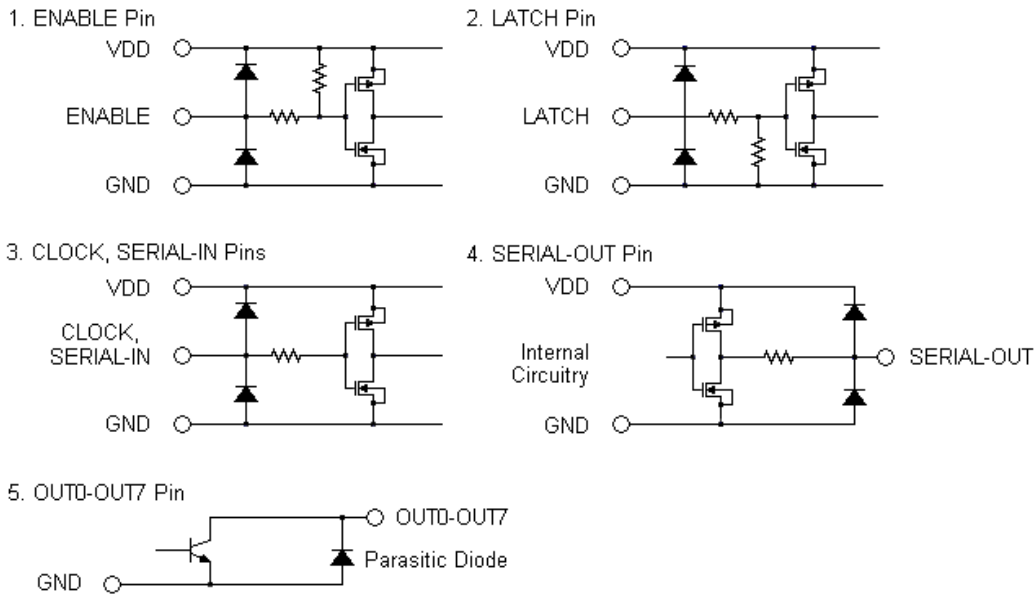 1. ENABLE Pin
VDD
ENABLE
GND
2. LATCH Pin
VDD
LATCH
GND
3. CLOCK, SERIAL-IN Pins
VDD
CLOCK,
SERIAL-IN
GND
4. SERIAL-OUT Pin
VDD
Internal
Circuitry
SERIAL-OUT
GND
5. OUT0-OUT7 Pin
OUT0-OUT7
Parasitic Diode
GND